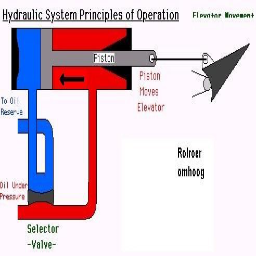 Hydraulic System Principles of Operation
Elevator Movement
Piston
Piston
Moves
Elevator
To Oil
Reserve
Rolroer
omhoog
Oil Under
Pressure
Selector
-Valve-